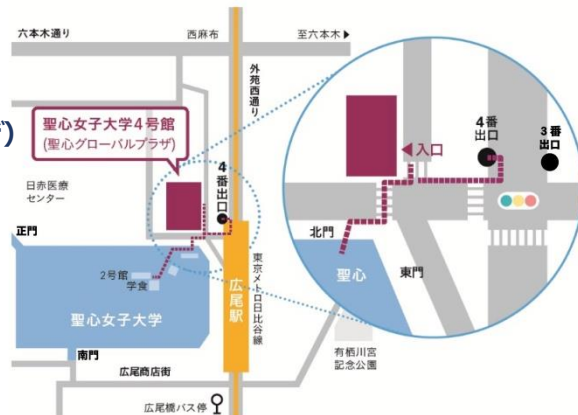 六本木通り
西麻布
至六本木▶
外苑西通り
聖心女子大学4号館
(聖心グローバルプラザ)
4番出口
日赤医療
センター
正門
2号館
学食
聖心女子大学
広尾駅
東京メトロ日比谷線
南門
広尾商店街
広尾橋バス停
有栖川宮
記念公園
◀入口
4番
出口
3番
出口
北門
聖心
東門